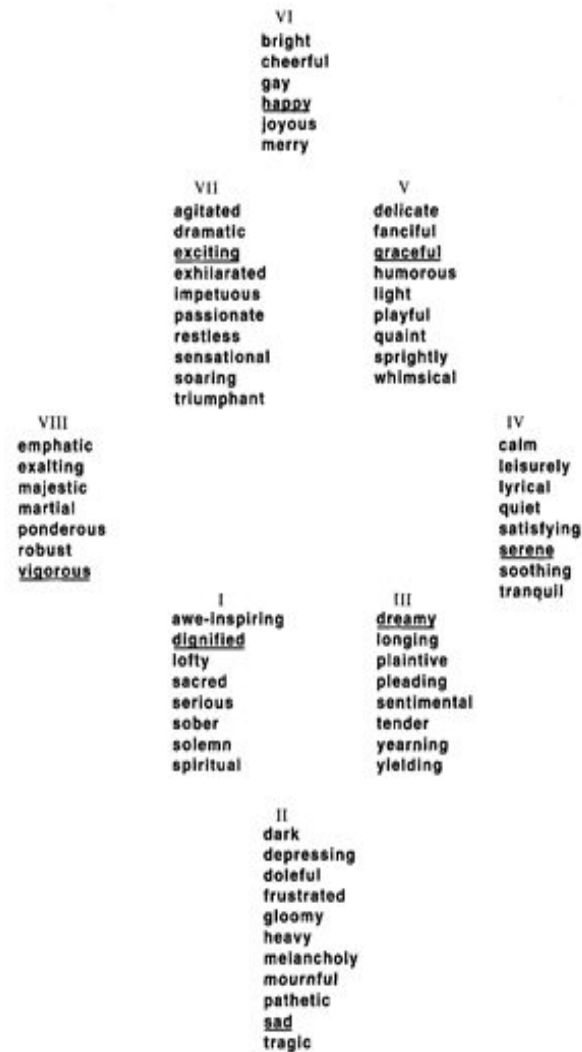 VI
bright
cheerful
gay
happy
joyous
merry
VII
agitated
dramatic
exciting
exhilarated
impetuous
passionate
restless
sensational
soaring
triumphant
V
delicate
fanciful
graceful
humorous
light
playful
quaint
sprightly
whimsical
VIII
emphatic
exalting
majestic
martial
ponderous
robust
vigorous
IV
calm
leisurely
lyrical
quiet
satisfying
serene
soothing
tranquil
I
awe-inspiring
dignified
lofty
sacred
serious
sober
solemn
spiritual
III
dreamy
longing
plaintive
pleading
sentimental
tender
yearning
yielding
II
dark
depressing
doleful
frustrated
gloomy
heavy
melancholy
mournful
pathetic
sad
tragic